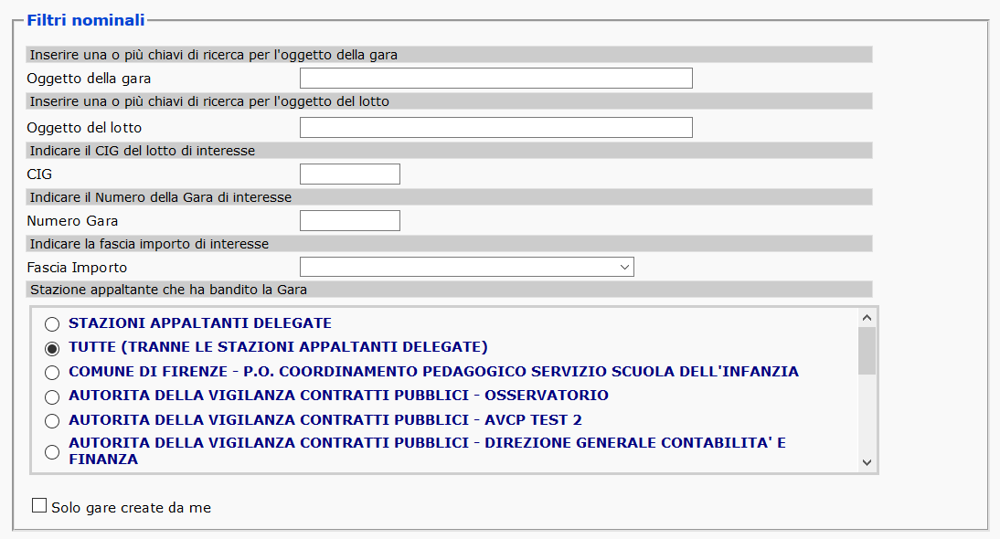 Filtri nominali
Inserire una o più chiavi di ricerca per l'oggetto della gara
Oggetto della gara
Inserire una o più chiavi di ricerca per l'oggetto del lotto
Oggetto del lotto
Indicare il CIG del lotto di interesse
CIG
Indicare il Numero della Gara di interesse
Numero Gara
Indicare la fascia importo di interesse
Fascia Importo
Stazione appaltante che ha bandito la Gara
STAZIONI APPALTANTI DELEGATE
TUTTE (TRANNE LE STAZIONI APPALTANTI DELEGATE)
COMUNE DI FIRENZE - P.O. COORDINAMENTO PEDAGOGICO SERVIZIO SCUOLA DELL'INFANZIA
AUTORITA DELLA VIGILANZA CONTRATTI PUBBLICI - OSSERVATORIO
AUTORITA DELLA VIGILANZA CONTRATTI PUBBLICI - AVCP TEST 2
AUTORITA DELLA VIGILANZA CONTRATTI PUBBLICI - DIREZIONE GENERALE CONTABILITA' E
FINANZA
Solo gare create da me